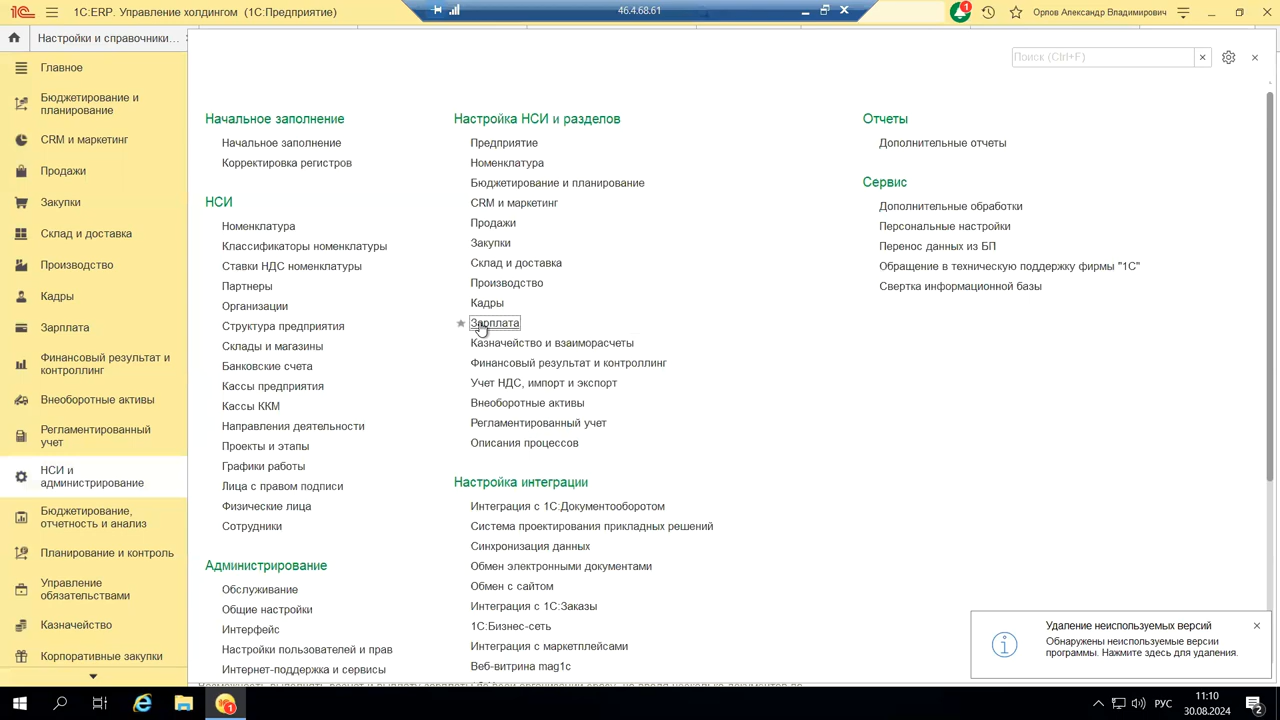 1С:ERP. Управление холдингом (1С:Предприятие)
46.4.68.61
1
Орлов Александр Владимирович
Настройки и справочники...
Поиск (Ctrl+F)
Главное
Бюджетирование и
планирование
CRM и маркетинг
Продажи
Закупки
Склад и доставка
Производство
Кадры
Зарплата
Финансовый результат и
контроллинг
Внеоборотные активы
Регламентированный
учет
НСИ и
администрирование
Бюджетирование,
отчетность и анализ
Планирование и контроль
Управление
обязательствами
Казначейство
Корпоративные закупки
Начальное заполнение
Начальное заполнение
Корректировка регистров
НСИ
Номенклатура
Классификаторы номенклатуры
Ставки НДС номенклатуры
Партнеры
Организации
Структура предприятия
Склады и магазины
Банковские счета
Кассы предприятия
Кассы ККМ
Направления деятельности
Проекты и этапы
Графики работы
Лица с правом подписи
Физические лица
Сотрудники
Администрирование
Обслуживание
Общие настройки
Интерфейс
Настройки пользователей и прав
Интернет-поддержка и сервисы
Настройка НСИ и разделов
Предприятие
Номенклатура
Бюджетирование и планирование
CRM и маркетинг
Продажи
Закупки
Склад и доставка
Производство
Кадры
Зарплата
Казначейство и взаиморасчеты
Финансовый результат и контроллинг
Учет НДС, импорт и экспорт
Внеоборотные активы
Регламентированный учет
Описания процессов
Настройка интеграции
Интеграция с 1С:Документооборотом
Система проектирования прикладных решений
Синхронизация данных
Обмен электронными документами
Обмен с сайтом
Интеграция с 1С:Заказы
1С:Бизнес-сеть
Интеграция с маркетплейсами
Веб-витрина mag1c
Отчеты
Дополнительные отчеты
Сервис
Дополнительные обработки
Персональные настройки
Перенос данных из БП
Обращение в техническую поддержку фирмы "1С"
Свертка информационной базы
Удаление неиспользуемых версий
Обнаружены неиспользуемые версии
программы. Нажмите здесь для удаления.
1
РУС
11:10
30.08.2024
2